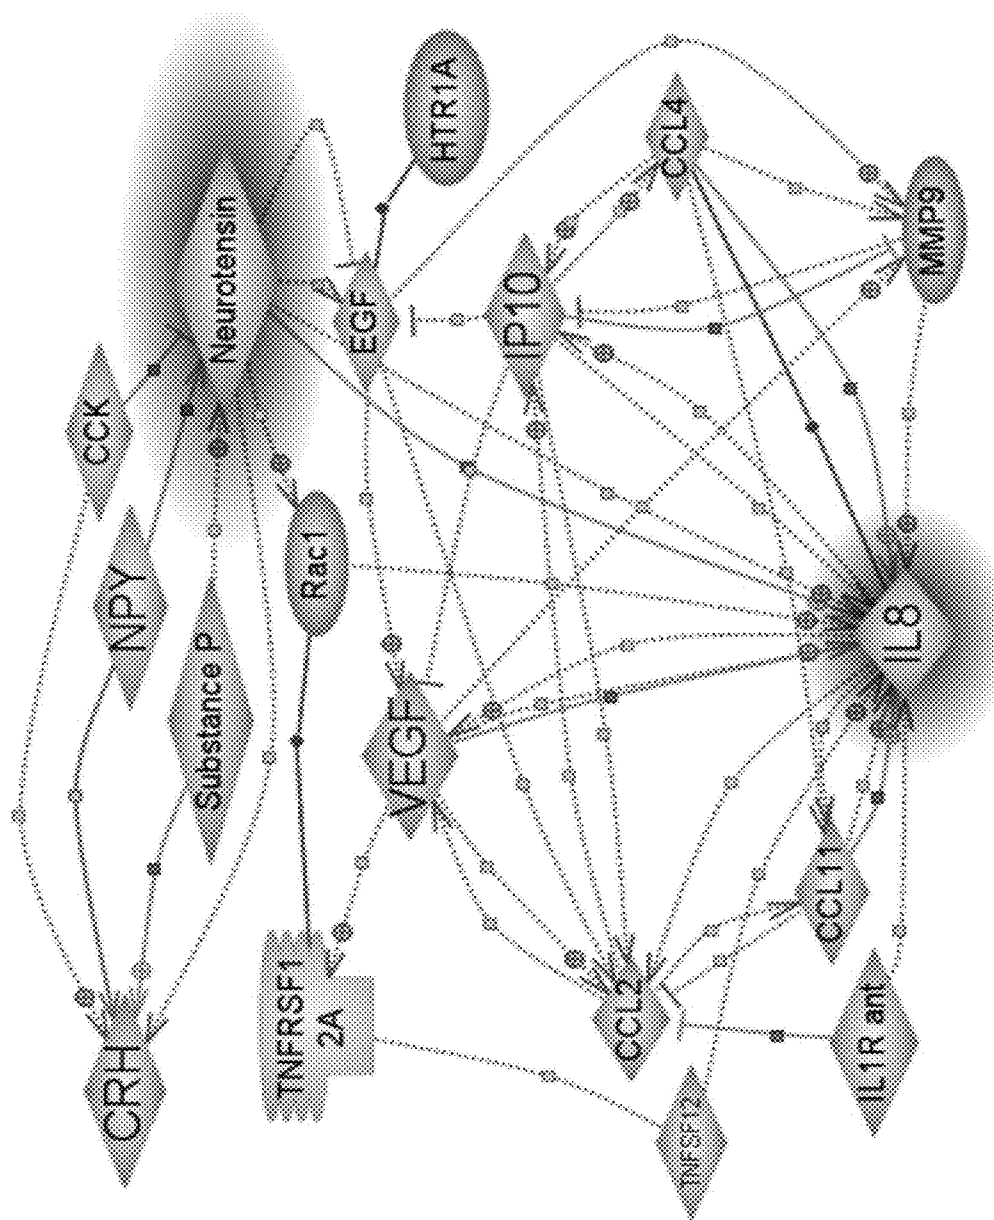 HTR1A
CCL4
MMP9
Neurotensin
EGF
IP10
CCK
NPY
Substance P
Rac1
VEGF
IL8
CRH
TNFRSF1
2A
CCL2
CCL11
IL1R ant
TNFSF12